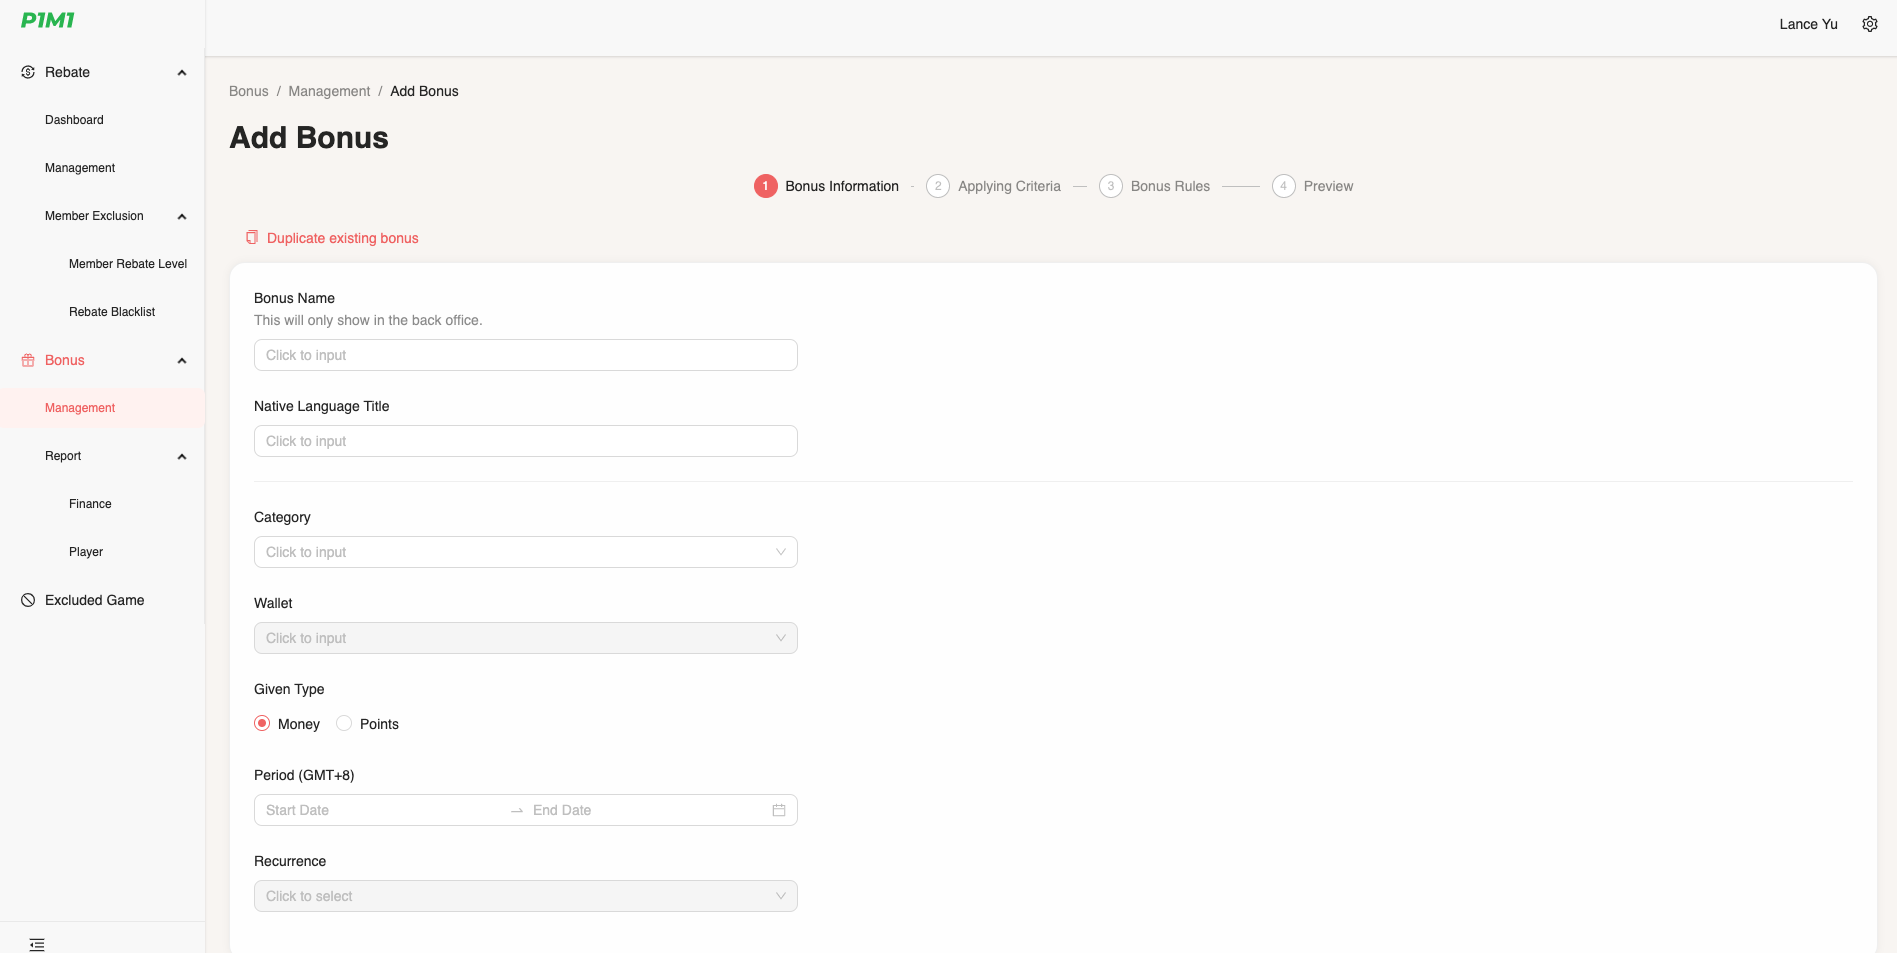 P1M1
Lance Yu
Rebate
Dashboard
Management
Member Exclusion
Member Rebate Level
Rebate Blacklist
Bonus
Management
Report
Finance
Player
Excluded Game
Bonus / Management / Add Bonus
Add Bonus
1 Bonus Information 2 Applying Criteria 3 Bonus Rules 4 Preview
Duplicate existing bonus
Bonus Name
This will only show in the back office.
Click to input
Native Language Title
Click to input
Category
Click to input
Wallet
Click to input
Given Type
Money Points
Period (GMT+8)
Start Date → End Date
Recurrence
Click to select